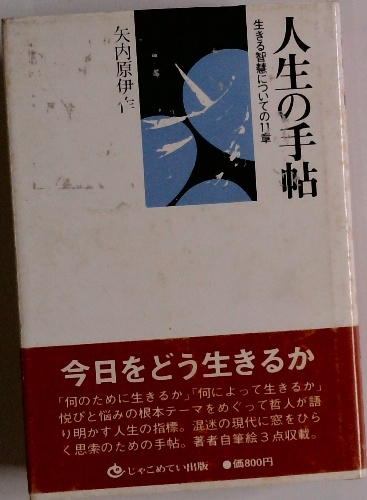 人生の手帖
生きる智慧についての11章
矢内原伊作
今日をどう生きるか
「何のために生きるか」「何によって生きるか」
悦びと悩みの根本テーマをめぐって哲人が語
り明かす人生の指標。混迷の現代に窓をひら
く思索のための手帖。著者自筆絵3点収載。
じゃこめてい出版
●価800円